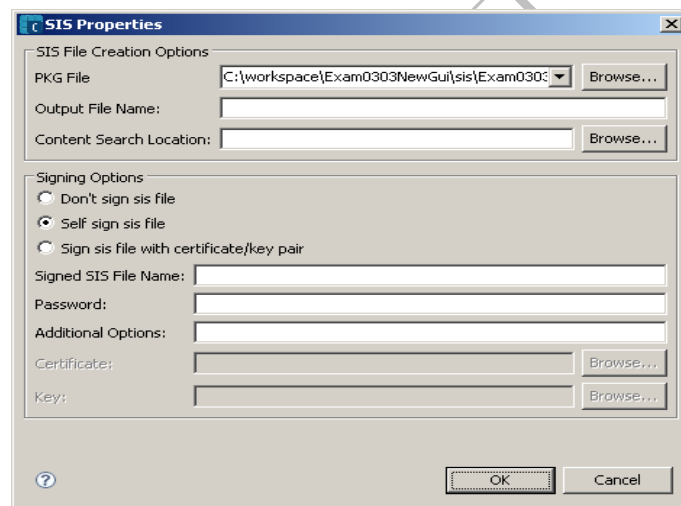 SIS Properties
SIS File Creation Options
PKG File
C:\workspace\Exam0303NewGui\sis\Exam0303
Browse...
Output File Name:
Content Search Location:
Browse...
Signing Options
Don't sign sis file
Self sign sis file
Sign sis file with certificate/key pair
Signed SIS File Name:
Password:
Additional Options:
Certificate:
Browse...
Key:
Browse...
OK
Cancel